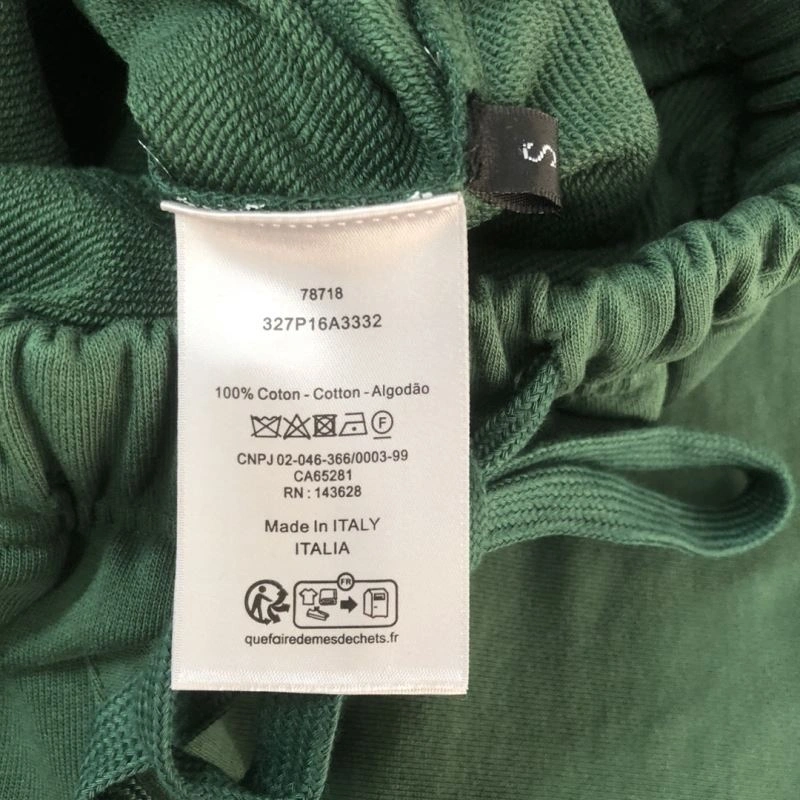 S
78718
327P16A3332
100% Coton - Cotton - Algodão
F
CNPJ 02-046-366/0003-99
CA65281
RN : 143628
Made In ITALY
ITALIA
FR
quefairedemesdechets.fr